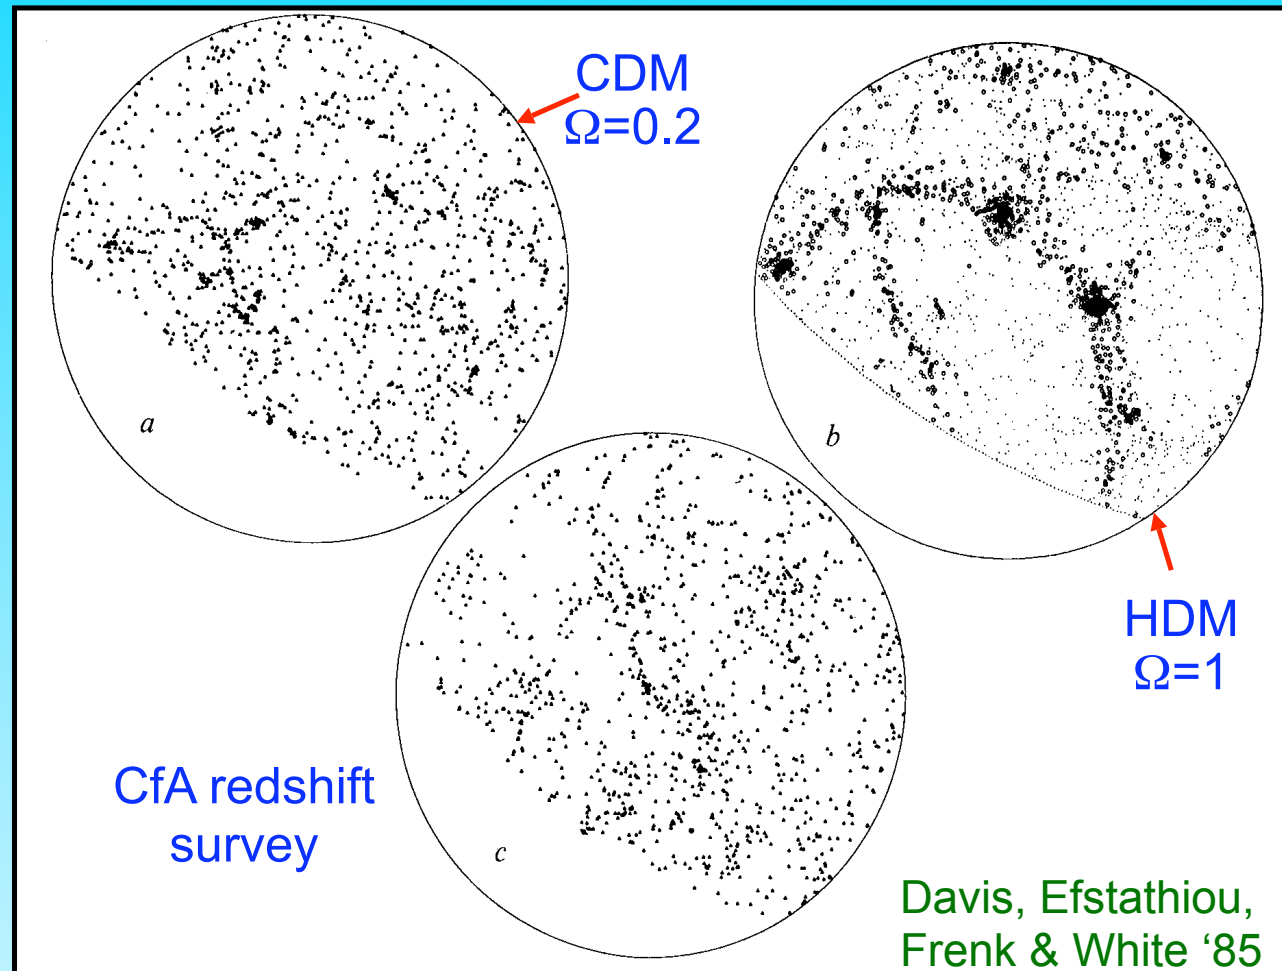 CDM
Ω=0.2
a
b
HDM
Ω=1
CfA redshift
survey
c
Davis, Efstathiou,
Frenk & White ‘85